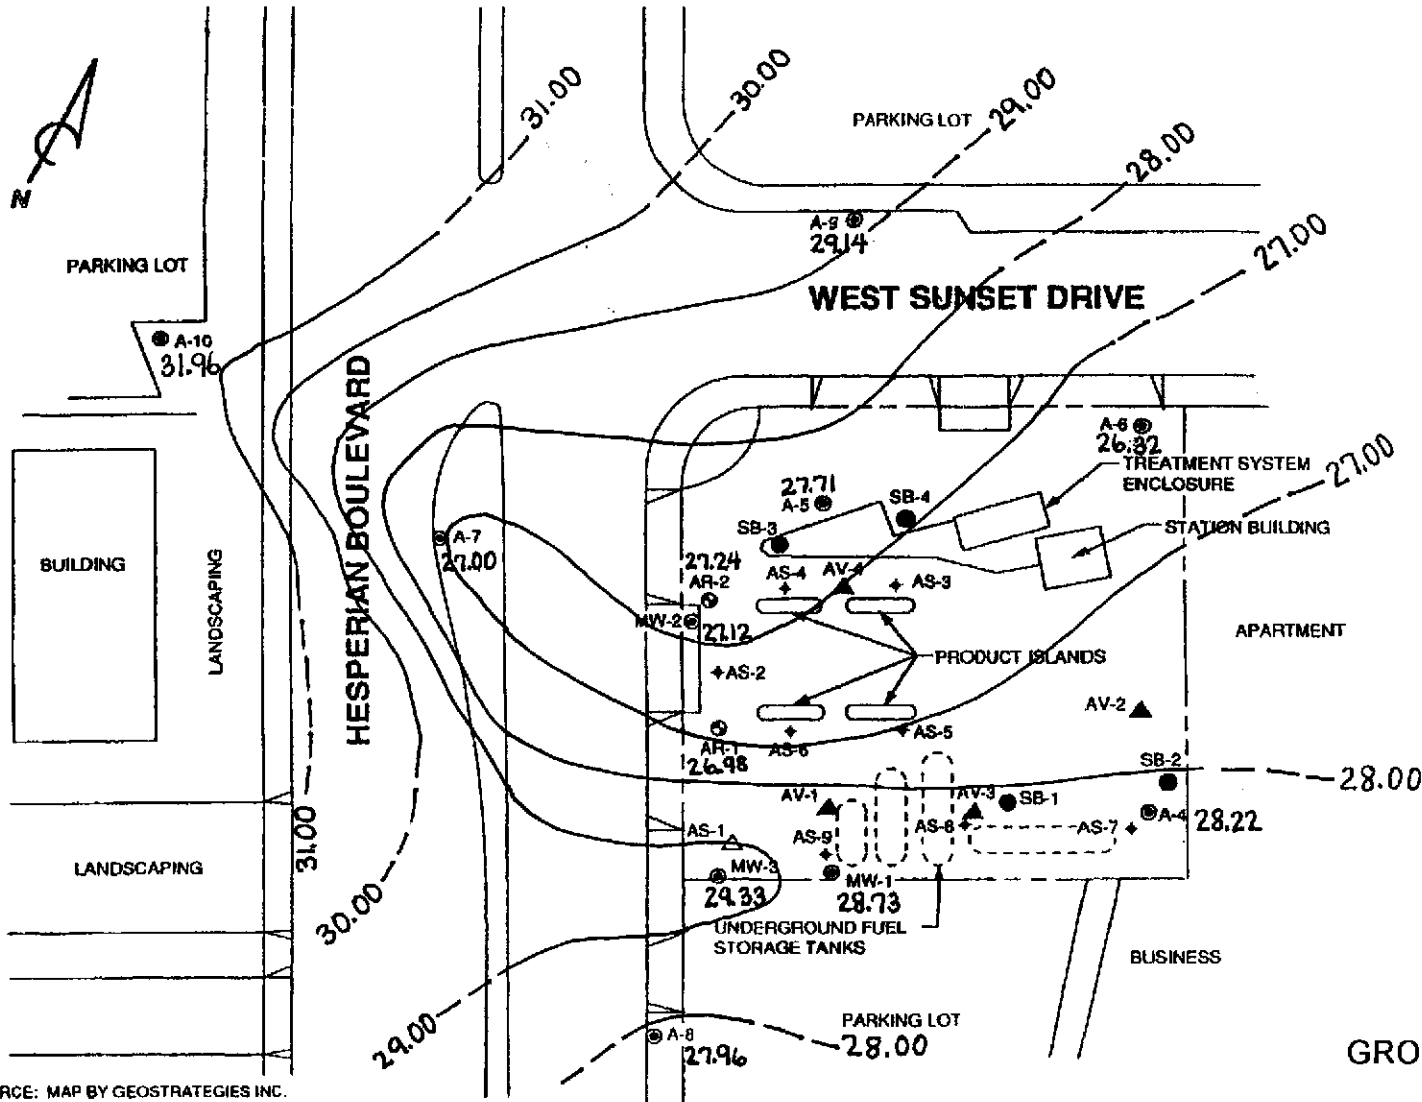 31.00
30.00
29.00
28.00
27.00
PARKING LOT
N
PARKING LOT
A-9
29.14
WEST SUNSET DRIVE
A-10
31.96
HESPERIAN BOULEVARD
A-6
26.32
TREATMENT SYSTEM
ENCLOSURE
27.00
27.71
A-5
SB-4
SB-3
STATION BUILDING
A-7
27.00
BUILDING
LANDSCAPING
27.24
AR-2
AS-4
AV-4
AS-3
MW-2
27.12
APARTMENT
PRODUCT ISLANDS
AS-2
AV-2
AR-1
26.98
AS-6
AS-5
SB-2
28.00
AV-1
AV-3
SB-1
A-4
28.22
AS-1
AS-9
AS-8
AS-7
31.00
LANDSCAPING
MW-3
29.33
MW-1
28.73
30.00
UNDERGROUND FUEL
STORAGE TANKS
BUSINESS
29.00
A-8
27.96
PARKING LOT
28.00
GRO
RCE: MAP BY GEOSTRATEGIES INC.